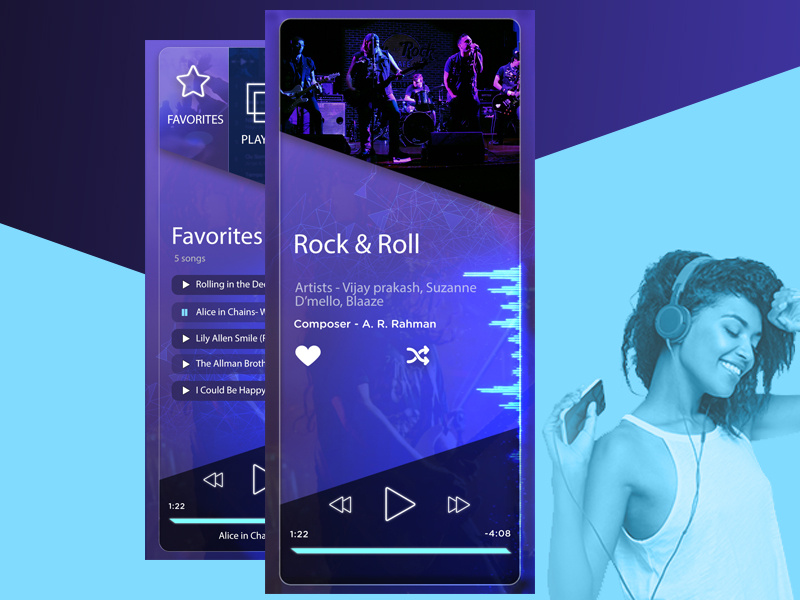 FAVORITES
PLAY
Favorites
5 songs
Rolling in the Dee
Alice in Chains- W
Lily Allen Smile (
The Allman Broth
I Could Be Happy
1:22
Alice in Cha
Rock
Rock & Roll
Artists - Vijay prakash, Suzanne
D'mello, Blaaze
Composer - A. R. Rahman
1:22
-4:08